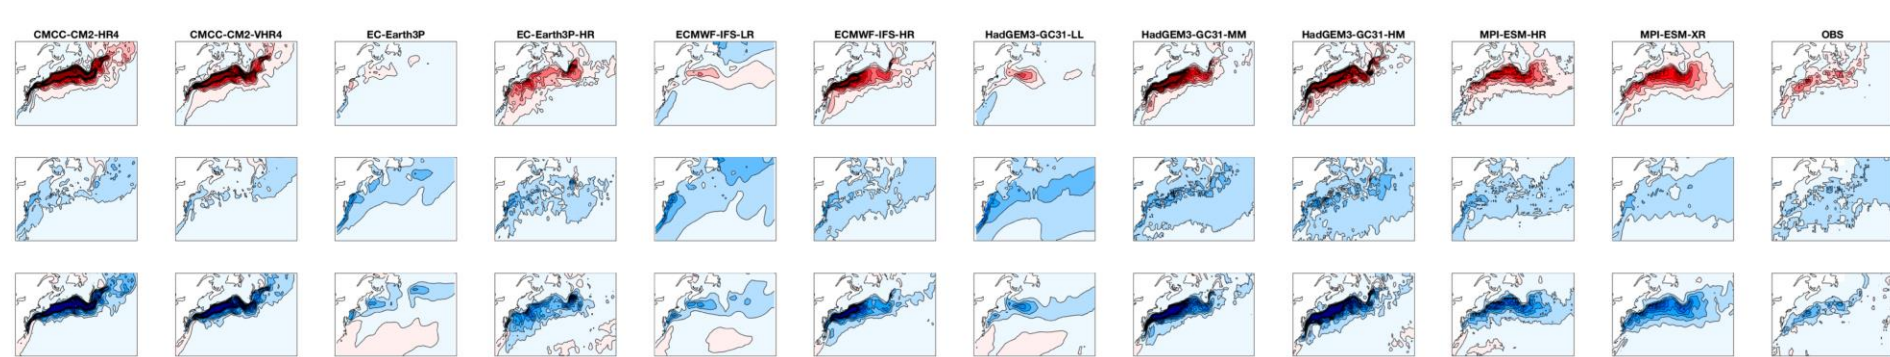 CMCC-CM2-HR4 CMCC-CM2-VHR4 EC-Earth3P EC-Earth3P-HR ECMWF-IFS-LR ECMWF-IFS-HR HadGEM3-GC31-LL HadGEM3-GC31-MM HadGEM3-GC31-HM MPI-ESM-HR MPI-ESM-XR OBS